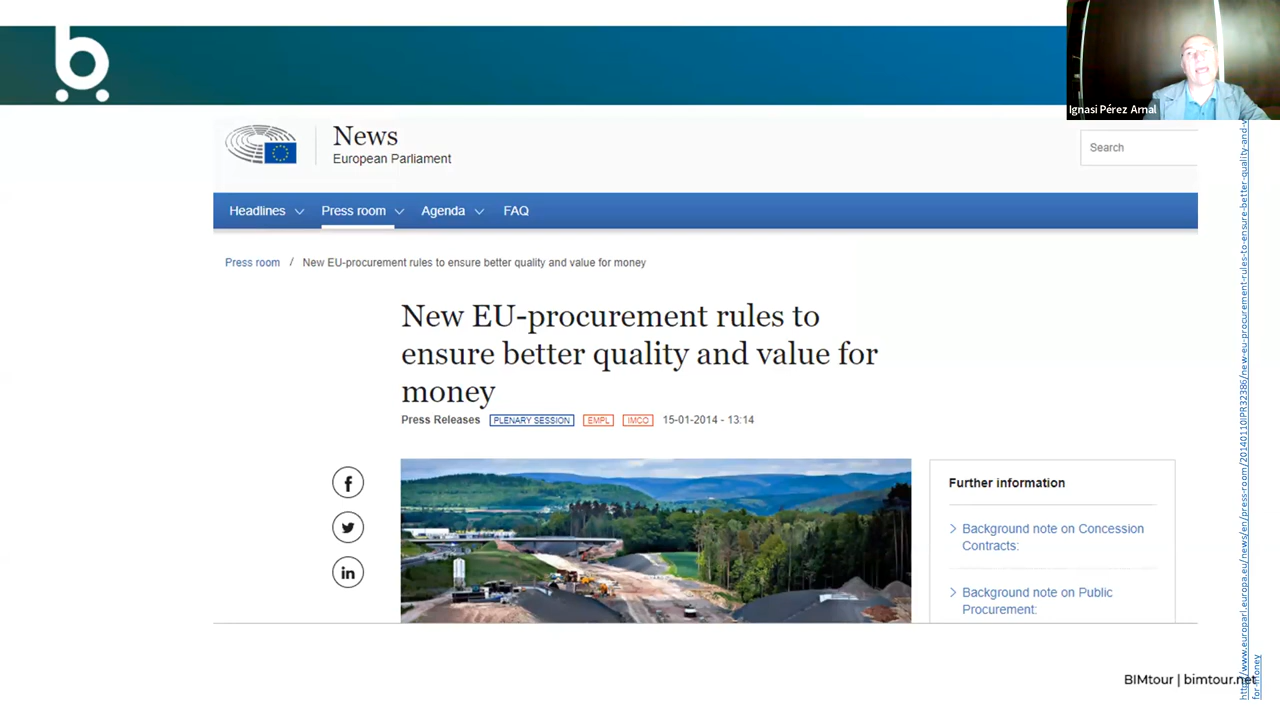 b
Ignasi Pérez Arnal
News
European Parliament
Search
Headlines
Press room
Agenda
FAQ
Press room / New EU-procurement rules to ensure better quality and value for money
New EU-procurement rules to
ensure better quality and value for
money
Press Releases PLENARY SESSION EMPL IMCO 15-01-2014 - 13:14
Further information
Background note on Concession
Contracts:
Background note on Public
Procurement:
BIMtour | bimtour.net
https://www.europarl.europa.eu/news/en/press-room/20140110IPR32386/new-eu-procurement-rules-to-ensure-better-quality-and-v
for-money